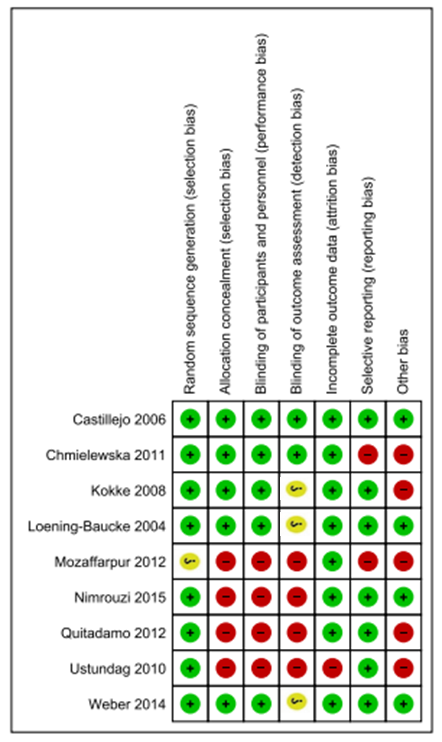 Random sequence generation (selection bias)
Allocation concealment (selection bias)
Blinding of participants and personnel (performance bias)
Blinding of outcome assessment (detection bias)
Incomplete outcome data (attrition bias)
Selective reporting (reporting bias)
Other bias
Castillejo 2006 + + + + + + +
Chmielewska 2011 + + + + + - -
Kokke 2008 + + + ? + + -
Loening-Baucke 2004 + + + ? + + +
Mozaffarpur 2012 ? - - - + - -
Nimrouzi 2015 + - - - + + +
Quitadamo 2012 + - - - + + -
Ustundag 2010 + - - - - + -
Weber 2014 + + + ? + + +